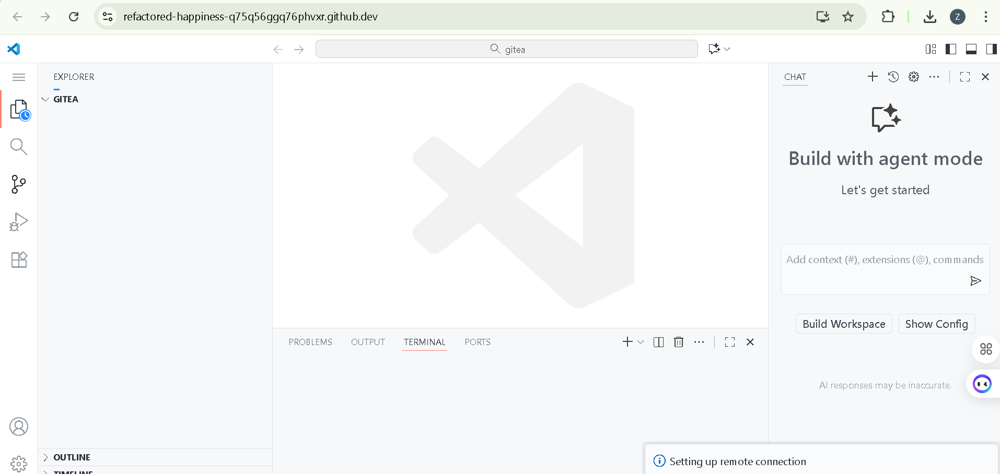 refactored-happiness-q75q56ggq76phvxr.github.dev
Z
gitea
EXPLORER
GITEA
CHAT
Build with agent mode
Let's get started
Add context (#), extensions (@), commands
Build Workspace
Show Config
PROBLEMS
OUTPUT
TERMINAL
PORTS
AI responses may be inaccurate.
OUTLINE
TIMELINE
Setting up remote connection